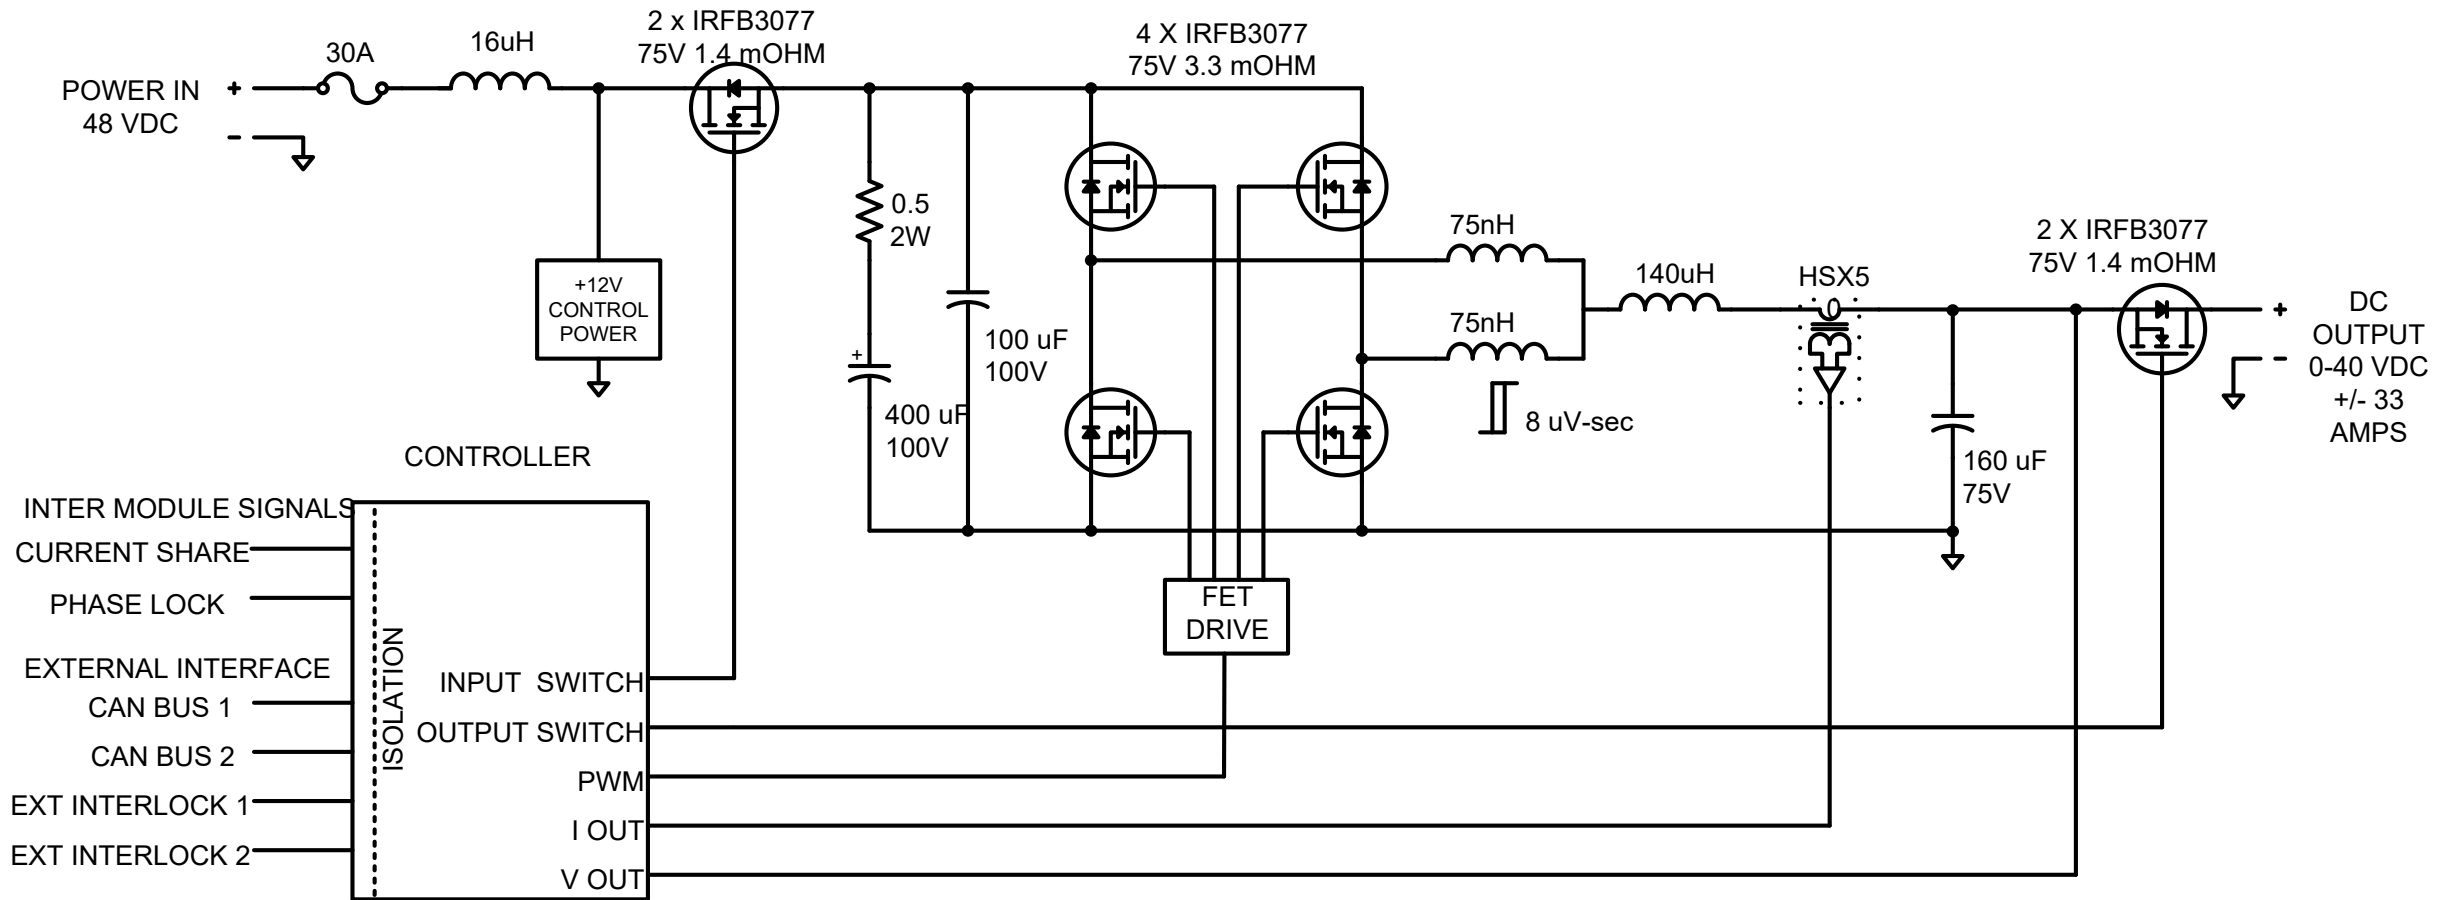 2 x IRFB3077
75V 1.4 mOHM
4 X IRFB3077
75V 3.3 mOHM
30A
16uH
POWER IN
48 VDC
+
-
0.5
2W
+12V
CONTROL
POWER
100 uF
100V
+
400 uF
100V
75nH
75nH
8 uV-sec
140uH
HSX5
2 X IRFB3077
75V 1.4 mOHM
+
-
DC
OUTPUT
0-40 VDC
+/- 33
AMPS
160 uF
75V
FET
DRIVE
CONTROLLER
INTER MODULE SIGNALS
CURRENT SHARE
PHASE LOCK
EXTERNAL INTERFACE
CAN BUS 1
CAN BUS 2
EXT INTERLOCK 1
EXT INTERLOCK 2
ISOLATION
INPUT SWITCH
OUTPUT SWITCH
PWM
I OUT
V OUT